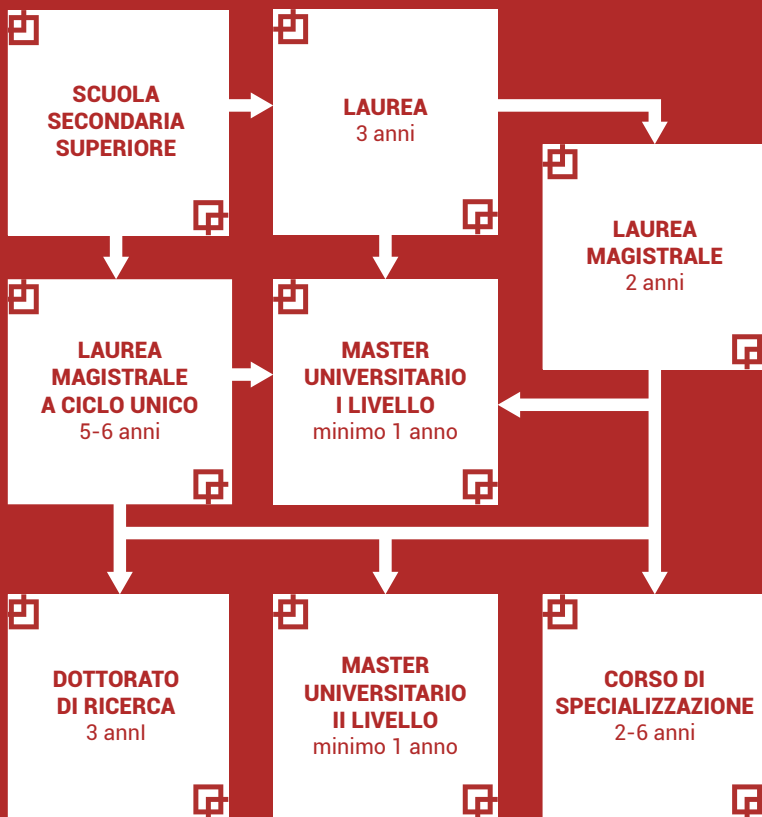 SCUOLA
SECONDARIA
SUPERIORE
LAUREA
3 anni
LAUREA
MAGISTRALE
2 anni
LAUREA
MAGISTRALE
A CICLO UNICO
5-6 anni
MASTER
UNIVERSITARIO
I LIVELLO
minimo 1 anno
DOTTORATO
DI RICERCA
3 annI
MASTER
UNIVERSITARIO
II LIVELLO
minimo 1 anno
CORSO DI
SPECIALIZZAZIONE
2-6 anni